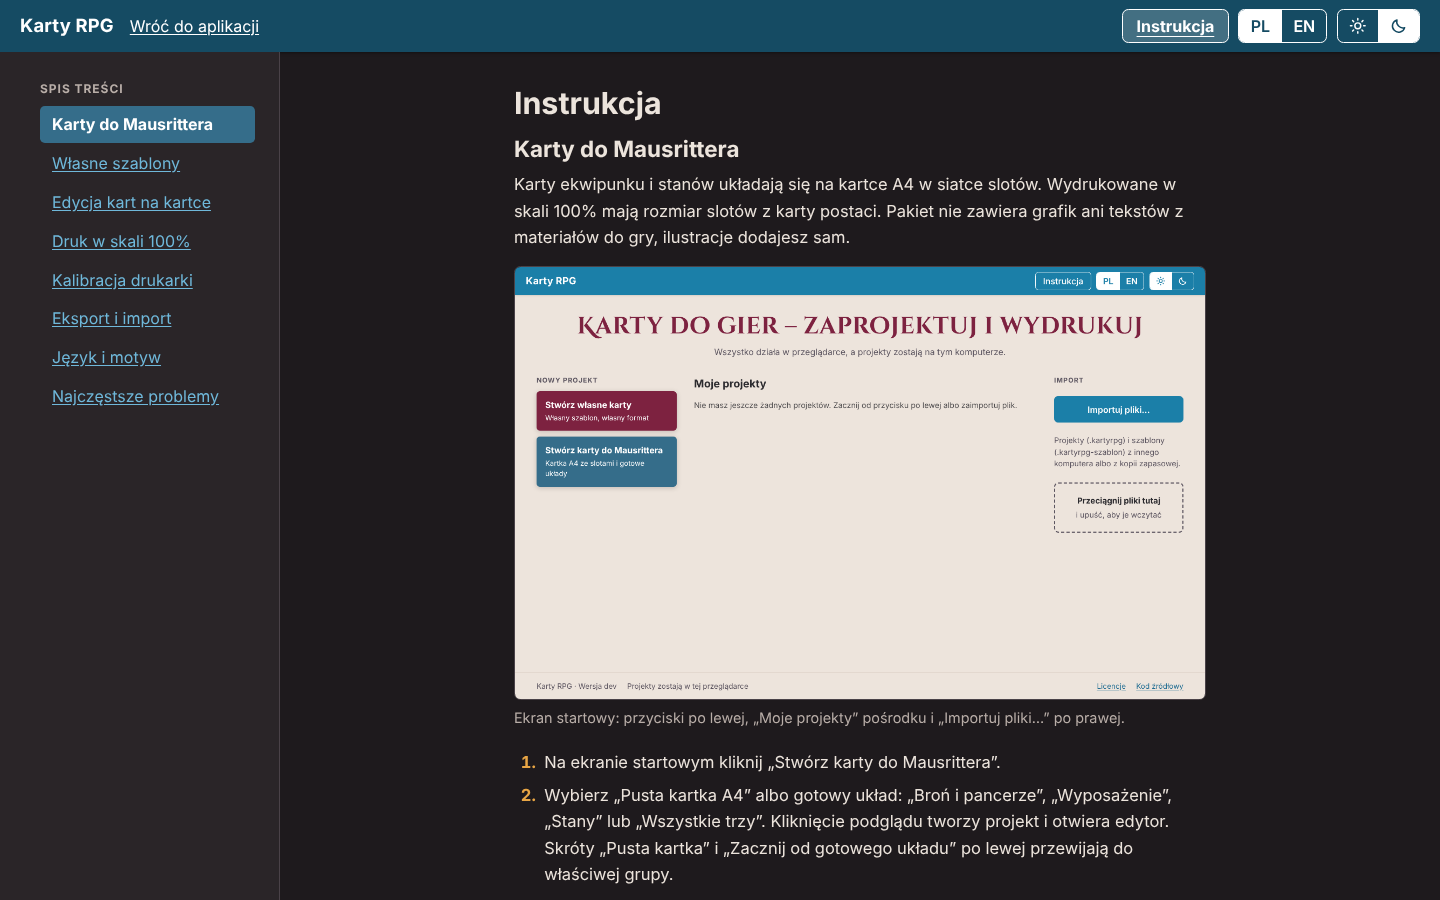 Karty RPG
Wróć do aplikacji
Instrukcja
PL
EN
SPIS TREŚCI
Karty do Mausrittera
Własne szablony
Edycja kart na kartce
Druk w skali 100%
Kalibracja drukarki
Eksport i import
Język i motyw
Najczęstsze problemy
Instrukcja
Karty do Mausrittera
Karty ekwipunku i stanów układają się na kartce A4 w siatce slotów. Wydrukowane w
skali 100% mają rozmiar slotów z karty postaci. Pakiet nie zawiera grafik ani tekstów z
materiałów do gry, ilustracje dodajesz sam.
Karty RPG
Instrukcja
PL
EN
Karty do gier – zaprojektuj i wydrukuj
Wszystko działa w przeglądarce, a projekty zostają na tym komputerze.
NOWY PROJEKT
Stwórz własne karty
Własny szablon, własny format
Stwórz karty do Mausrittera
Kartka A4 ze slotami i gotowe
układy
Moje projekty
Nie masz jeszcze żadnych projektów. Zacznij od przycisku po lewej albo zaimportuj plik.
IMPORT
Importuj pliki…
Projekty (.kartyrpg) i szablony
(.kartyrpg-szablon) z innego
komputera albo z kopii zapasowej.
Przeciągnij pliki tutaj
i upuść, aby je wczytać
Karty RPG · Wersja dev
Projekty zostają w tej przeglądarce
Licencje
Kod źródłowy
Ekran startowy: przyciski po lewej, „Moje projekty” pośrodku i „Importuj pliki…” po prawej.
1. Na ekranie startowym kliknij „Stwórz karty do Mausrittera”.
2. Wybierz „Pusta kartka A4” albo gotowy układ: „Broń i pancerze”, „Wyposażenie”,
„Stany” lub „Wszystkie trzy”. Kliknięcie podglądu tworzy projekt i otwiera edytor.
Skróty „Pusta kartka” i „Zacznij od gotowego układu” po lewej przewijają do
właściwej grupy.